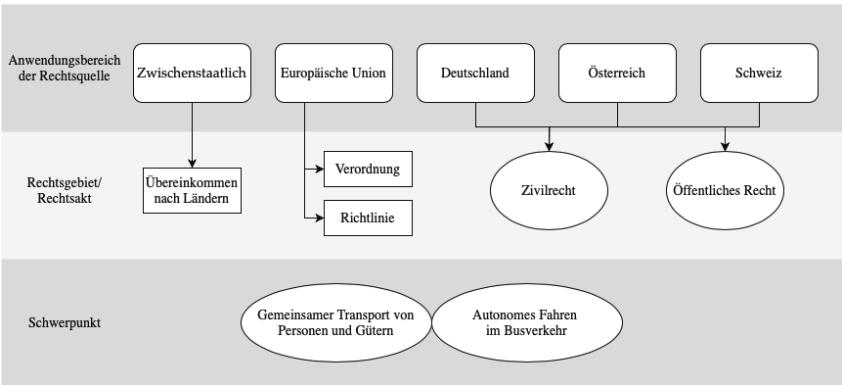 Anwendungsbereich
der Rechtsquelle
Zwischenstaatlich
Europäische Union
Deutschland
Österreich
Schweiz
Rechtsgebiet/
Rechtsakt
Übereinkommen
nach Ländern
Verordnung
Richtlinie
Zivilrecht
Öffentliches Recht
Schwerpunkt
Gemeinsamer Transport von
Personen und Gütern
Autonomes Fahren
im Busverkehr